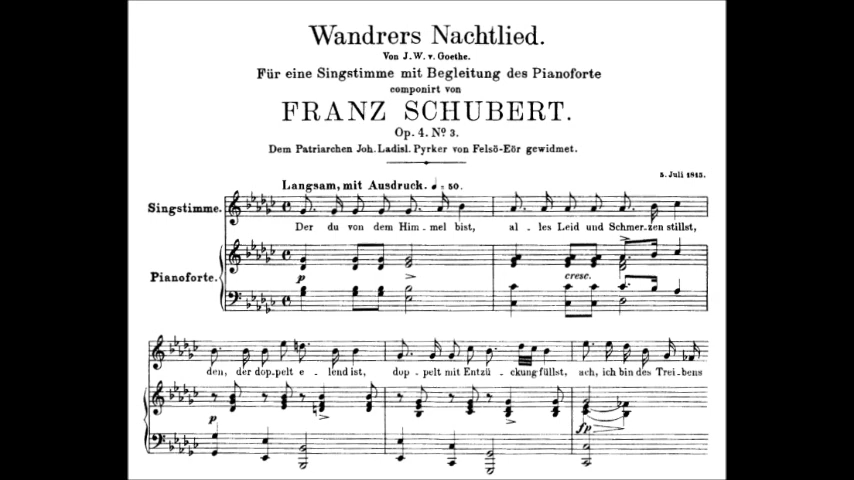 Wandrers Nachtlied.
Von J. W. v. Goethe.
Für eine Singstimme mit Begleitung des Pianoforte
componirt von
FRANZ SCHUBERT.
Op. 4. No 3.
Dem Patriarchen Joh. Ladisl. Pyrker von Felsö-Eör gewidmet.
5. Juli 1815.
Langsam, mit Ausdruck. ♩ = 50.
Singstimme.
Der du von dem Him - mel bist, al - les Leid und Schmer-zen stillst,
Pianoforte.
p cresc.
den, der dop-pelt e - lend ist, dop - pelt mit Entzü - ckung füllst, ach, ich bin des Trei - bens
p fp